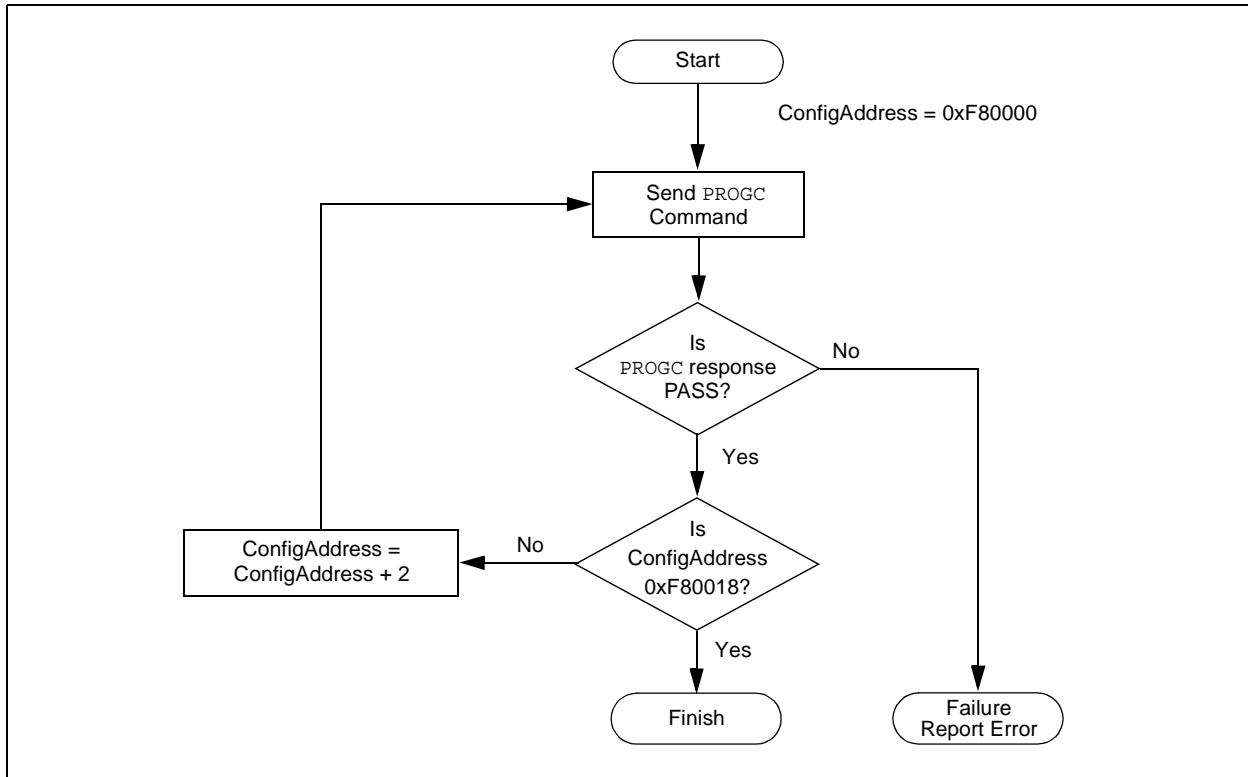 Start
ConfigAddress = 0xF80000
Send PROGC
Command
Is
PROGC response
PASS?
No
Yes
Is
ConfigAddress
0xF80018?
No
ConfigAddress =
ConfigAddress + 2
Yes
Finish
Failure
Report Error